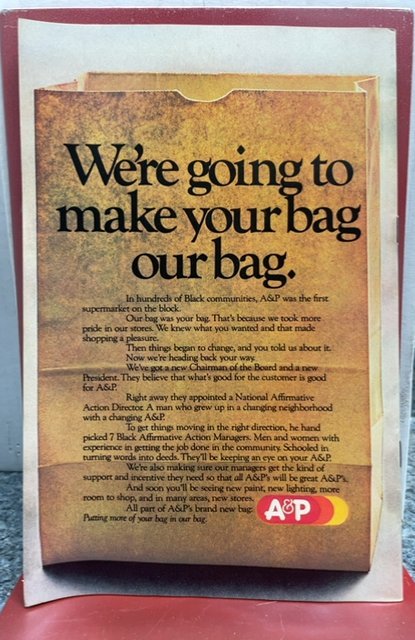 We're going to
make your bag
our bag.
In hundreds of Black communities, A&P was the first
supermarket on the block.
Our bag was your bag. That's because we took more
pride in our stores. We knew what you wanted and that made
shopping a pleasure.
Then things began to change, and you told us about it.
Now we're heading back your way.
We've got a new Chairman of the Board and a new
President. They believe that what's good for the customer is good
for A&P.
Right away they appointed a National Affirmative
Action Director. A man who grew up in a changing neighborhood
with a changing A&P.
To get things moving in the right direction, he hand
picked 7 Black Affirmative Action Managers. Men and women with
experience in getting the job done in the community. Schooled in
turning words into deeds. They'll be keeping an eye on your A&P.
We're also making sure our managers get the kind of
support and incentive they need so that all A&P's will be great A&P's.
And soon you'll be seeing new paint, new lighting, more
room to shop, and in many areas, new stores.
All part of A&P's brand new bag:
Putting more of your bag in our bag.
A&P